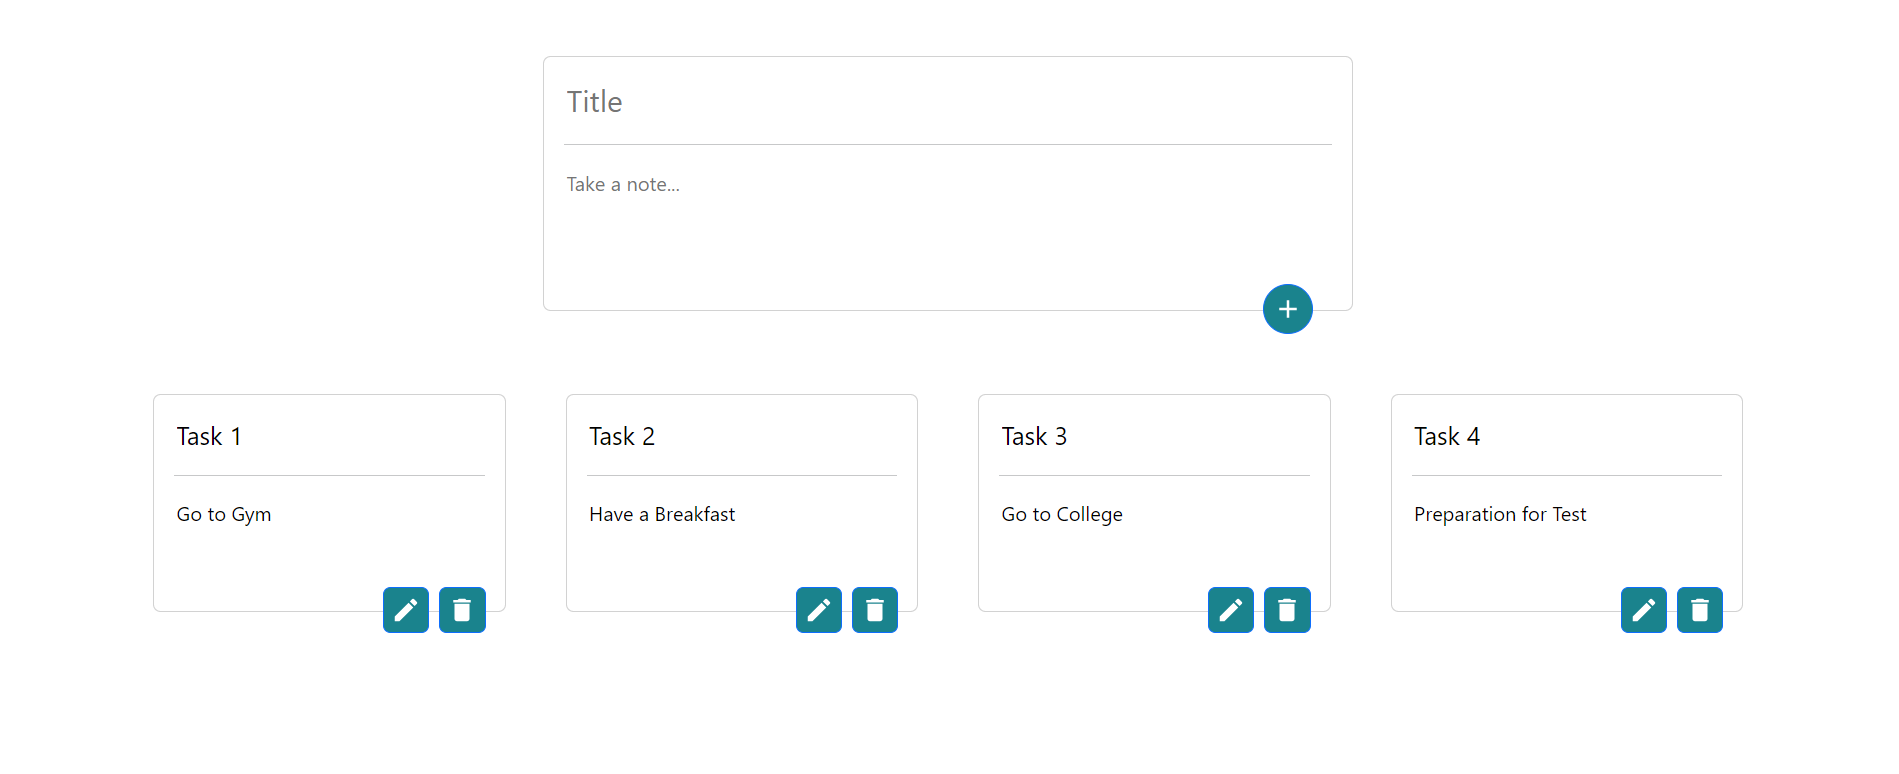 Title
Take a note...
Task 1
Go to Gym
Task 2
Have a Breakfast
Task 3
Go to College
Task 4
Preparation for Test